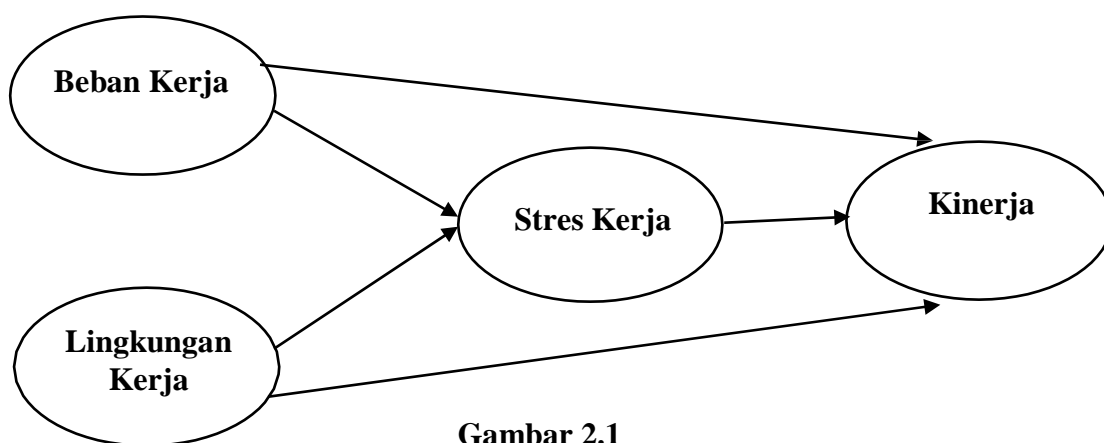 Beban Kerja
Stres Kerja
Kinerja
Lingkungan
Kerja
Gambar 2.1